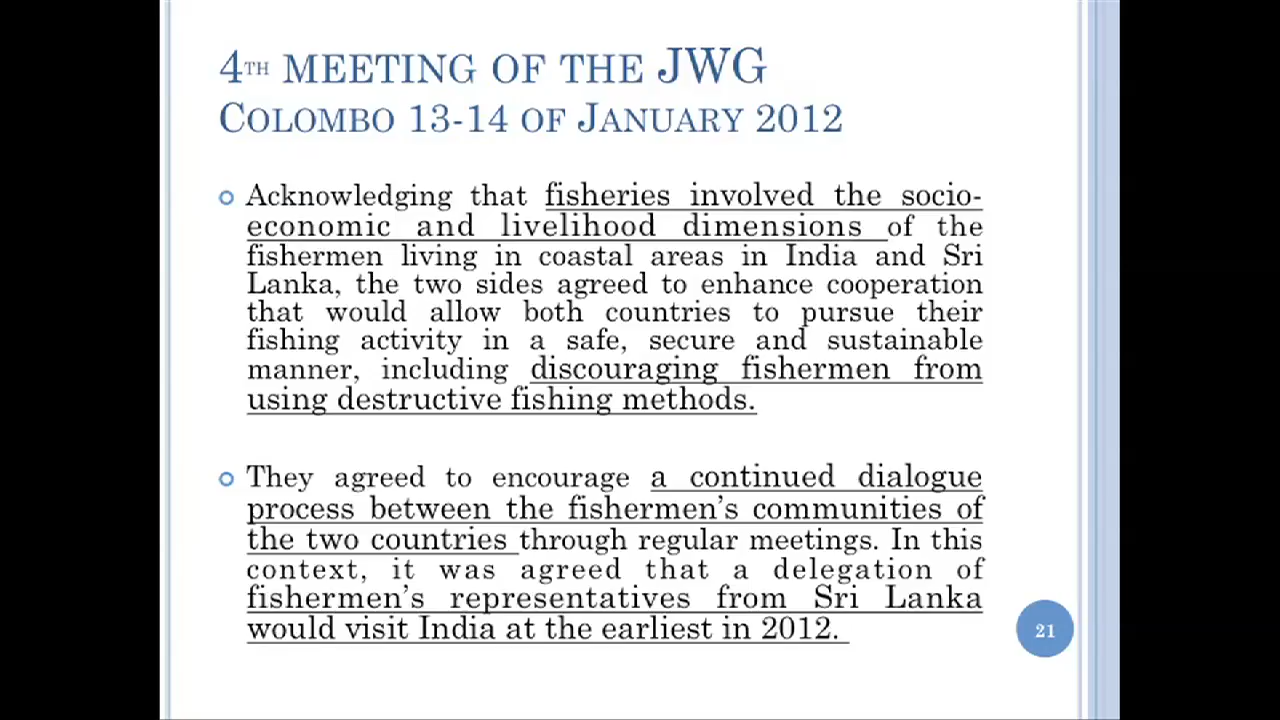 4TH MEETING OF THE JWG
COLOMBO 13-14 OF JANUARY 2012
Acknowledging that fisheries involved the socio-
economic and livelihood dimensions of the
fishermen living in coastal areas in India and Sri
Lanka, the two sides agreed to enhance cooperation
that would allow both countries to pursue their
fishing activity in a safe, secure and sustainable
manner, including discouraging fishermen from
using destructive fishing methods.
They agreed to encourage a continued dialogue
process between the fishermen’s communities of
the two countries through regular meetings. In this
context, it was agreed that a delegation of
fishermen’s representatives from Sri Lanka
would visit India at the earliest in 2012.
21